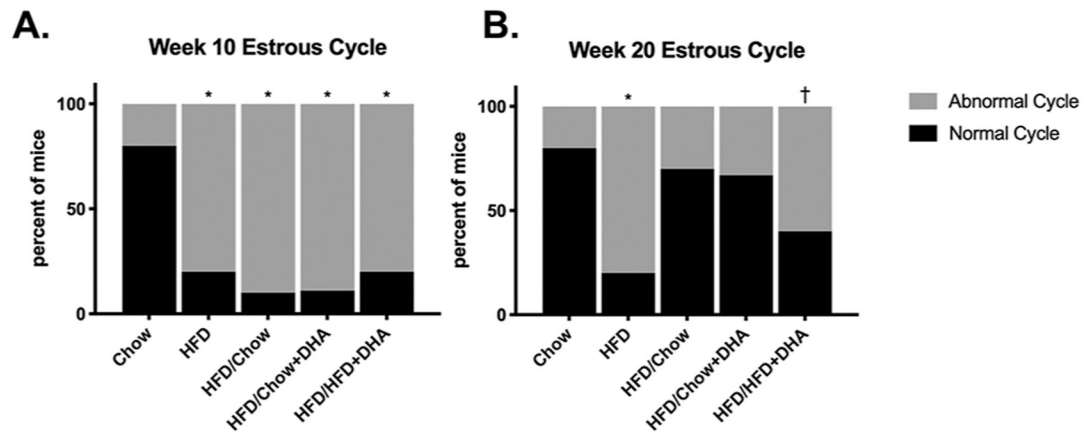 A.
Week 10 Estrous Cycle
percent of mice
100
50
0
* * * *
Chow
HFD
HFD/Chow
HFD/Chow+DHA
HFD/HFD+DHA
B.
Week 20 Estrous Cycle
percent of mice
100
50
0
* †
Chow
HFD
HFD/Chow
HFD/Chow+DHA
HFD/HFD+DHA
Abnormal Cycle
Normal Cycle